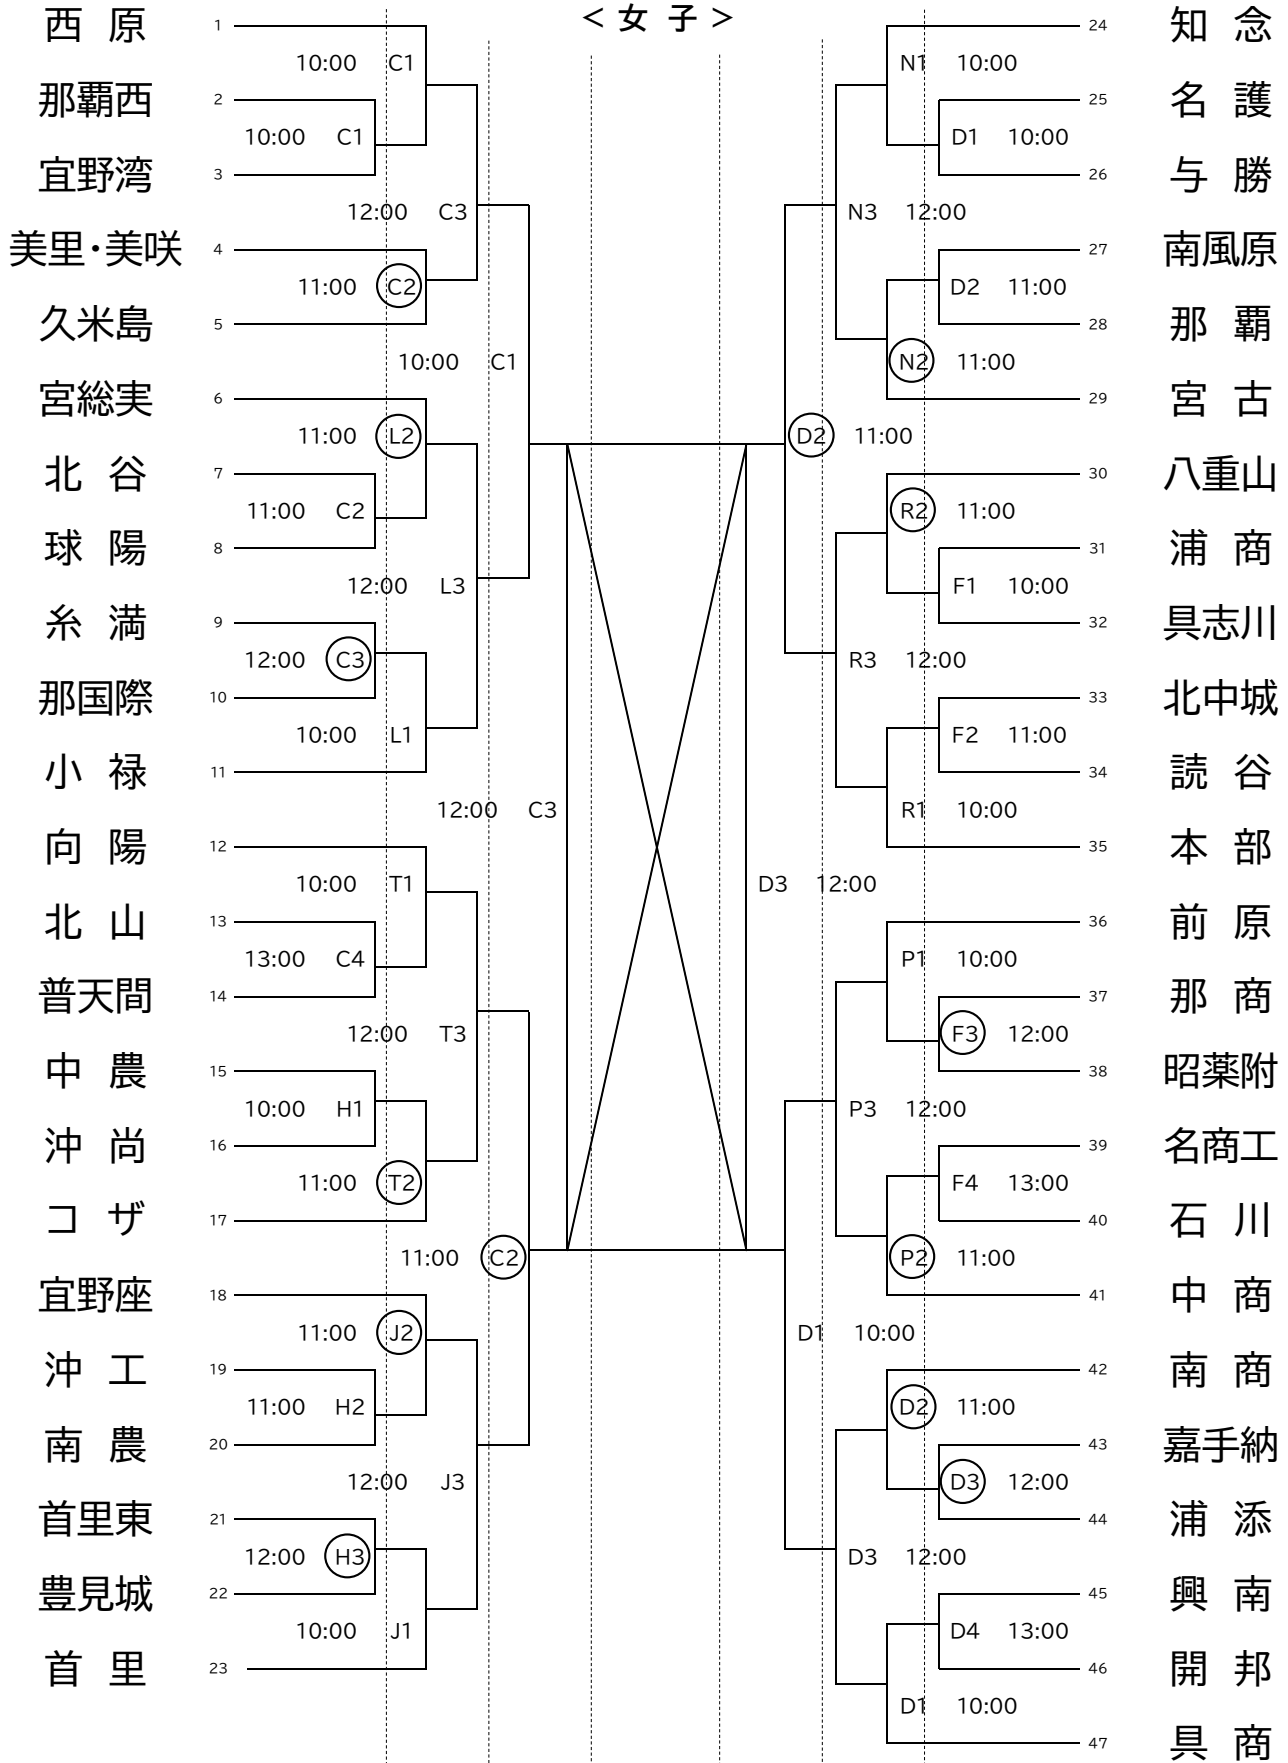 ＜ 女 子 ＞
西 原 1
10:00 C1
那覇西 2
10:00 C1
宜野湾 3
12:00 C3
美里・美咲 4
11:00 C2
久米島 5
10:00 C1
宮総実 6
11:00 L2
北 谷 7
11:00 C2
球 陽 8
12:00 L3
糸 満 9
12:00 C3
那国際 10
10:00 L1
小 禄 11
12:00 C3
向 陽 12
10:00 T1
北 山 13
13:00 C4
普天間 14
12:00 T3
中 農 15
10:00 H1
沖 尚 16
11:00 T2
コ ザ 17
11:00 C2
宜野座 18
11:00 J2
沖 工 19
11:00 H2
南 農 20
12:00 J3
首里東 21
12:00 H3
豊見城 22
10:00 J1
首 里 23
24 知 念
N1 10:00
25 名 護
D1 10:00
26 与 勝
N3 12:00
27 南風原
D2 11:00
28 那 覇
N2 11:00
29 宮 古
D2 11:00
30 八重山
R2 11:00
31 浦 商
F1 10:00
32 具志川
R3 12:00
33 北中城
F2 11:00
34 読 谷
R1 10:00
35 本 部
D3 12:00
36 前 原
P1 10:00
37 那 商
F3 12:00
38 昭薬附
P3 12:00
39 名商工
F4 13:00
40 石 川
P2 11:00
41 中 商
D1 10:00
42 南 商
D2 11:00
43 嘉手納
D3 12:00
44 浦 添
D3 12:00
45 興 南
D4 13:00
46 開 邦
D1 10:00
47 具 商